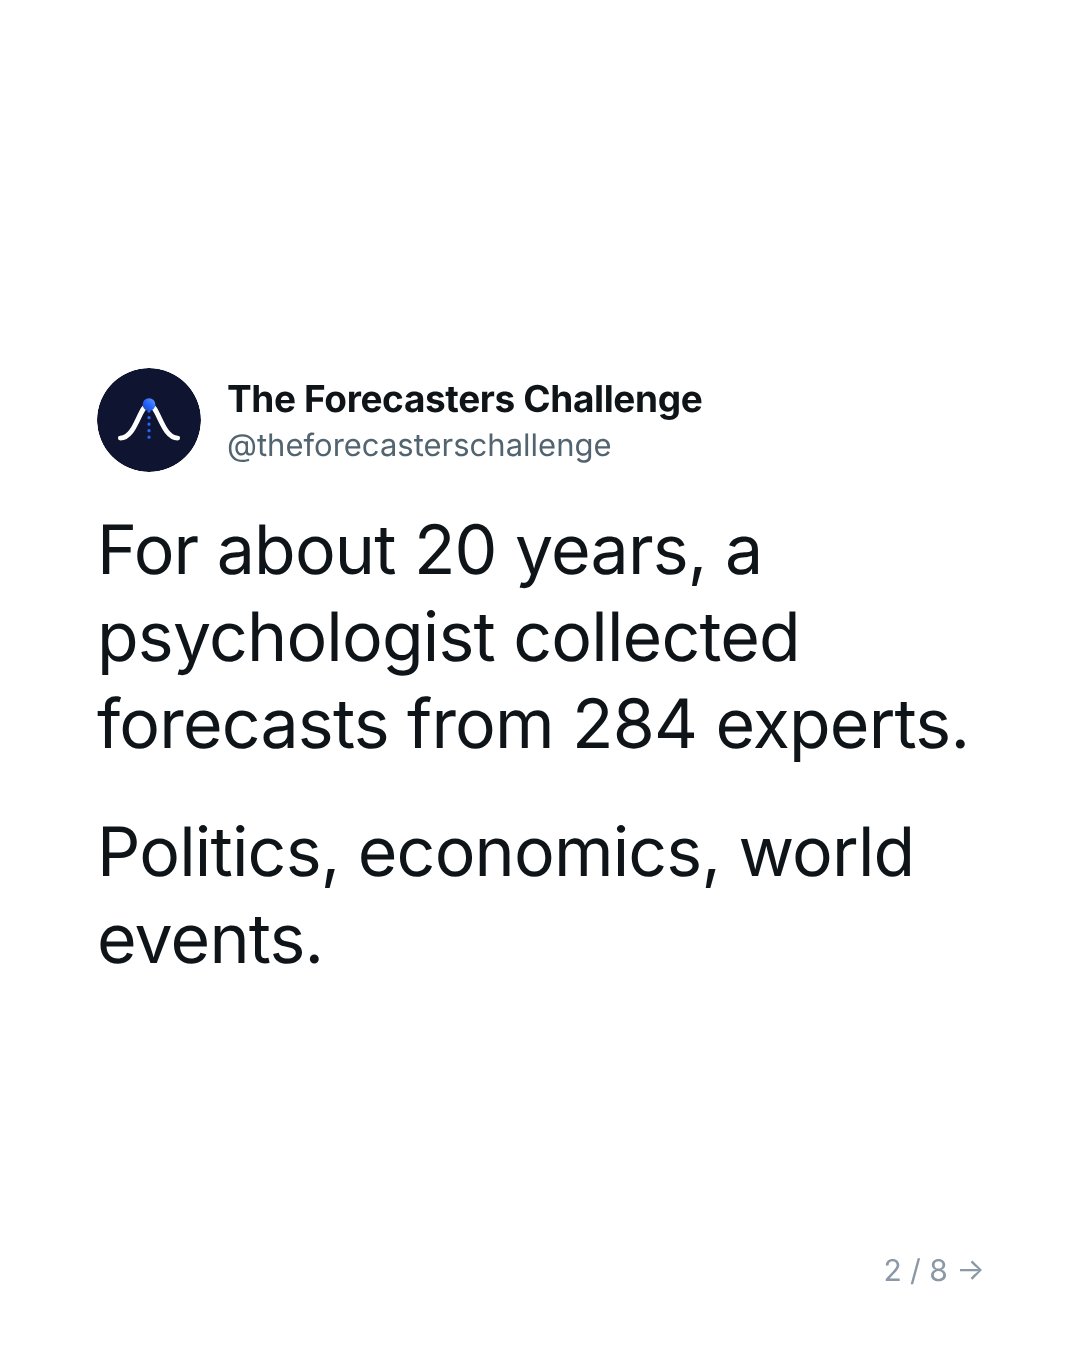 The Forecasters Challenge
@theforecasterschallenge
For about 20 years, a
psychologist collected
forecasts from 284 experts.
Politics, economics, world
events.
2 / 8 →